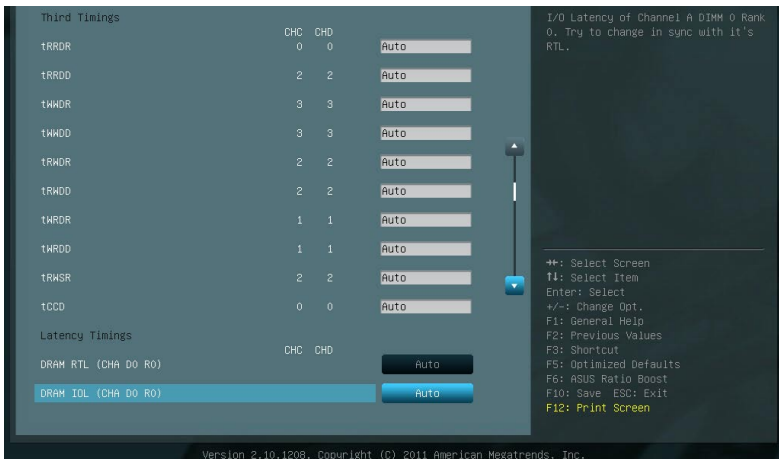 Third Timings
CHC CHD
tRRDR 0 0 Auto
tRRDD 2 2 Auto
tWWDR 3 3 Auto
tWWDD 3 3 Auto
tRWDR 2 2 Auto
tRWDD 2 2 Auto
tWRDR 1 1 Auto
tWRDD 1 1 Auto
tRWSR 2 2 Auto
tCCD 0 0 Auto
Latency Timings
CHC CHD
DRAM RTL (CHA D0 R0) Auto
DRAM IOL (CHA D0 R0) Auto
I/O Latency of Channel A DIMM 0 Rank
0. Try to change in sync with it's
RTL.
→←: Select Screen
↑↓: Select Item
Enter: Select
+/-: Change Opt.
F1: General Help
F2: Previous Values
F3: Shortcut
F5: Optimized Defaults
F6: ASUS Ratio Boost
F10: Save ESC: Exit
F12: Print Screen
Version 2.10.1208. Copyright (C) 2011 American Megatrends, Inc.